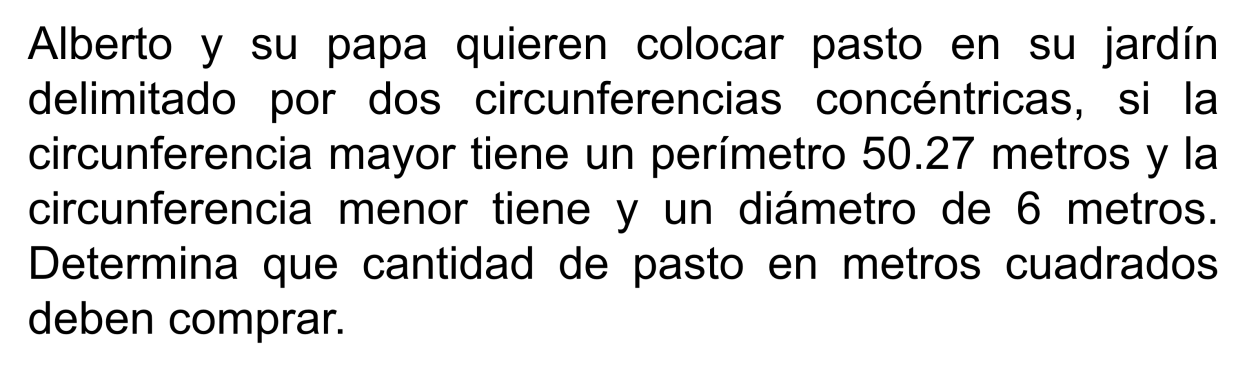 Alberto y su papa quieren colocar pasto en su jardín
delimitado por dos circunferencias concéntricas, si la
circunferencia mayor tiene un perímetro 50.27 metros y la
circunferencia menor tiene y un diámetro de 6 metros.
Determina que cantidad de pasto en metros cuadrados
deben comprar.